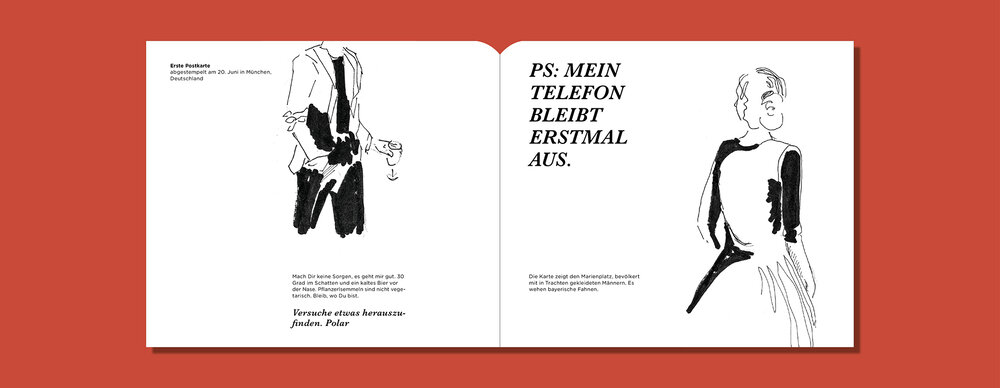 Erste Postkarte
abgestempelt am 20. Juni in München,
Deutschland
Mach Dir keine Sorgen, es geht mir gut. 30
Grad im Schatten und ein kaltes Bier vor
der Nase. Pflanzerlsemmeln sind nicht vege-
tarisch. Bleib, wo Du bist.
Versuche etwas herauszu-
finden. Polar
PS: MEIN
TELEFON
BLEIBT
ERSTMAL
AUS.
Die Karte zeigt den Marienplatz, bevölkert
mit in Trachten gekleideten Männern. Es
wehen bayerische Fahnen.